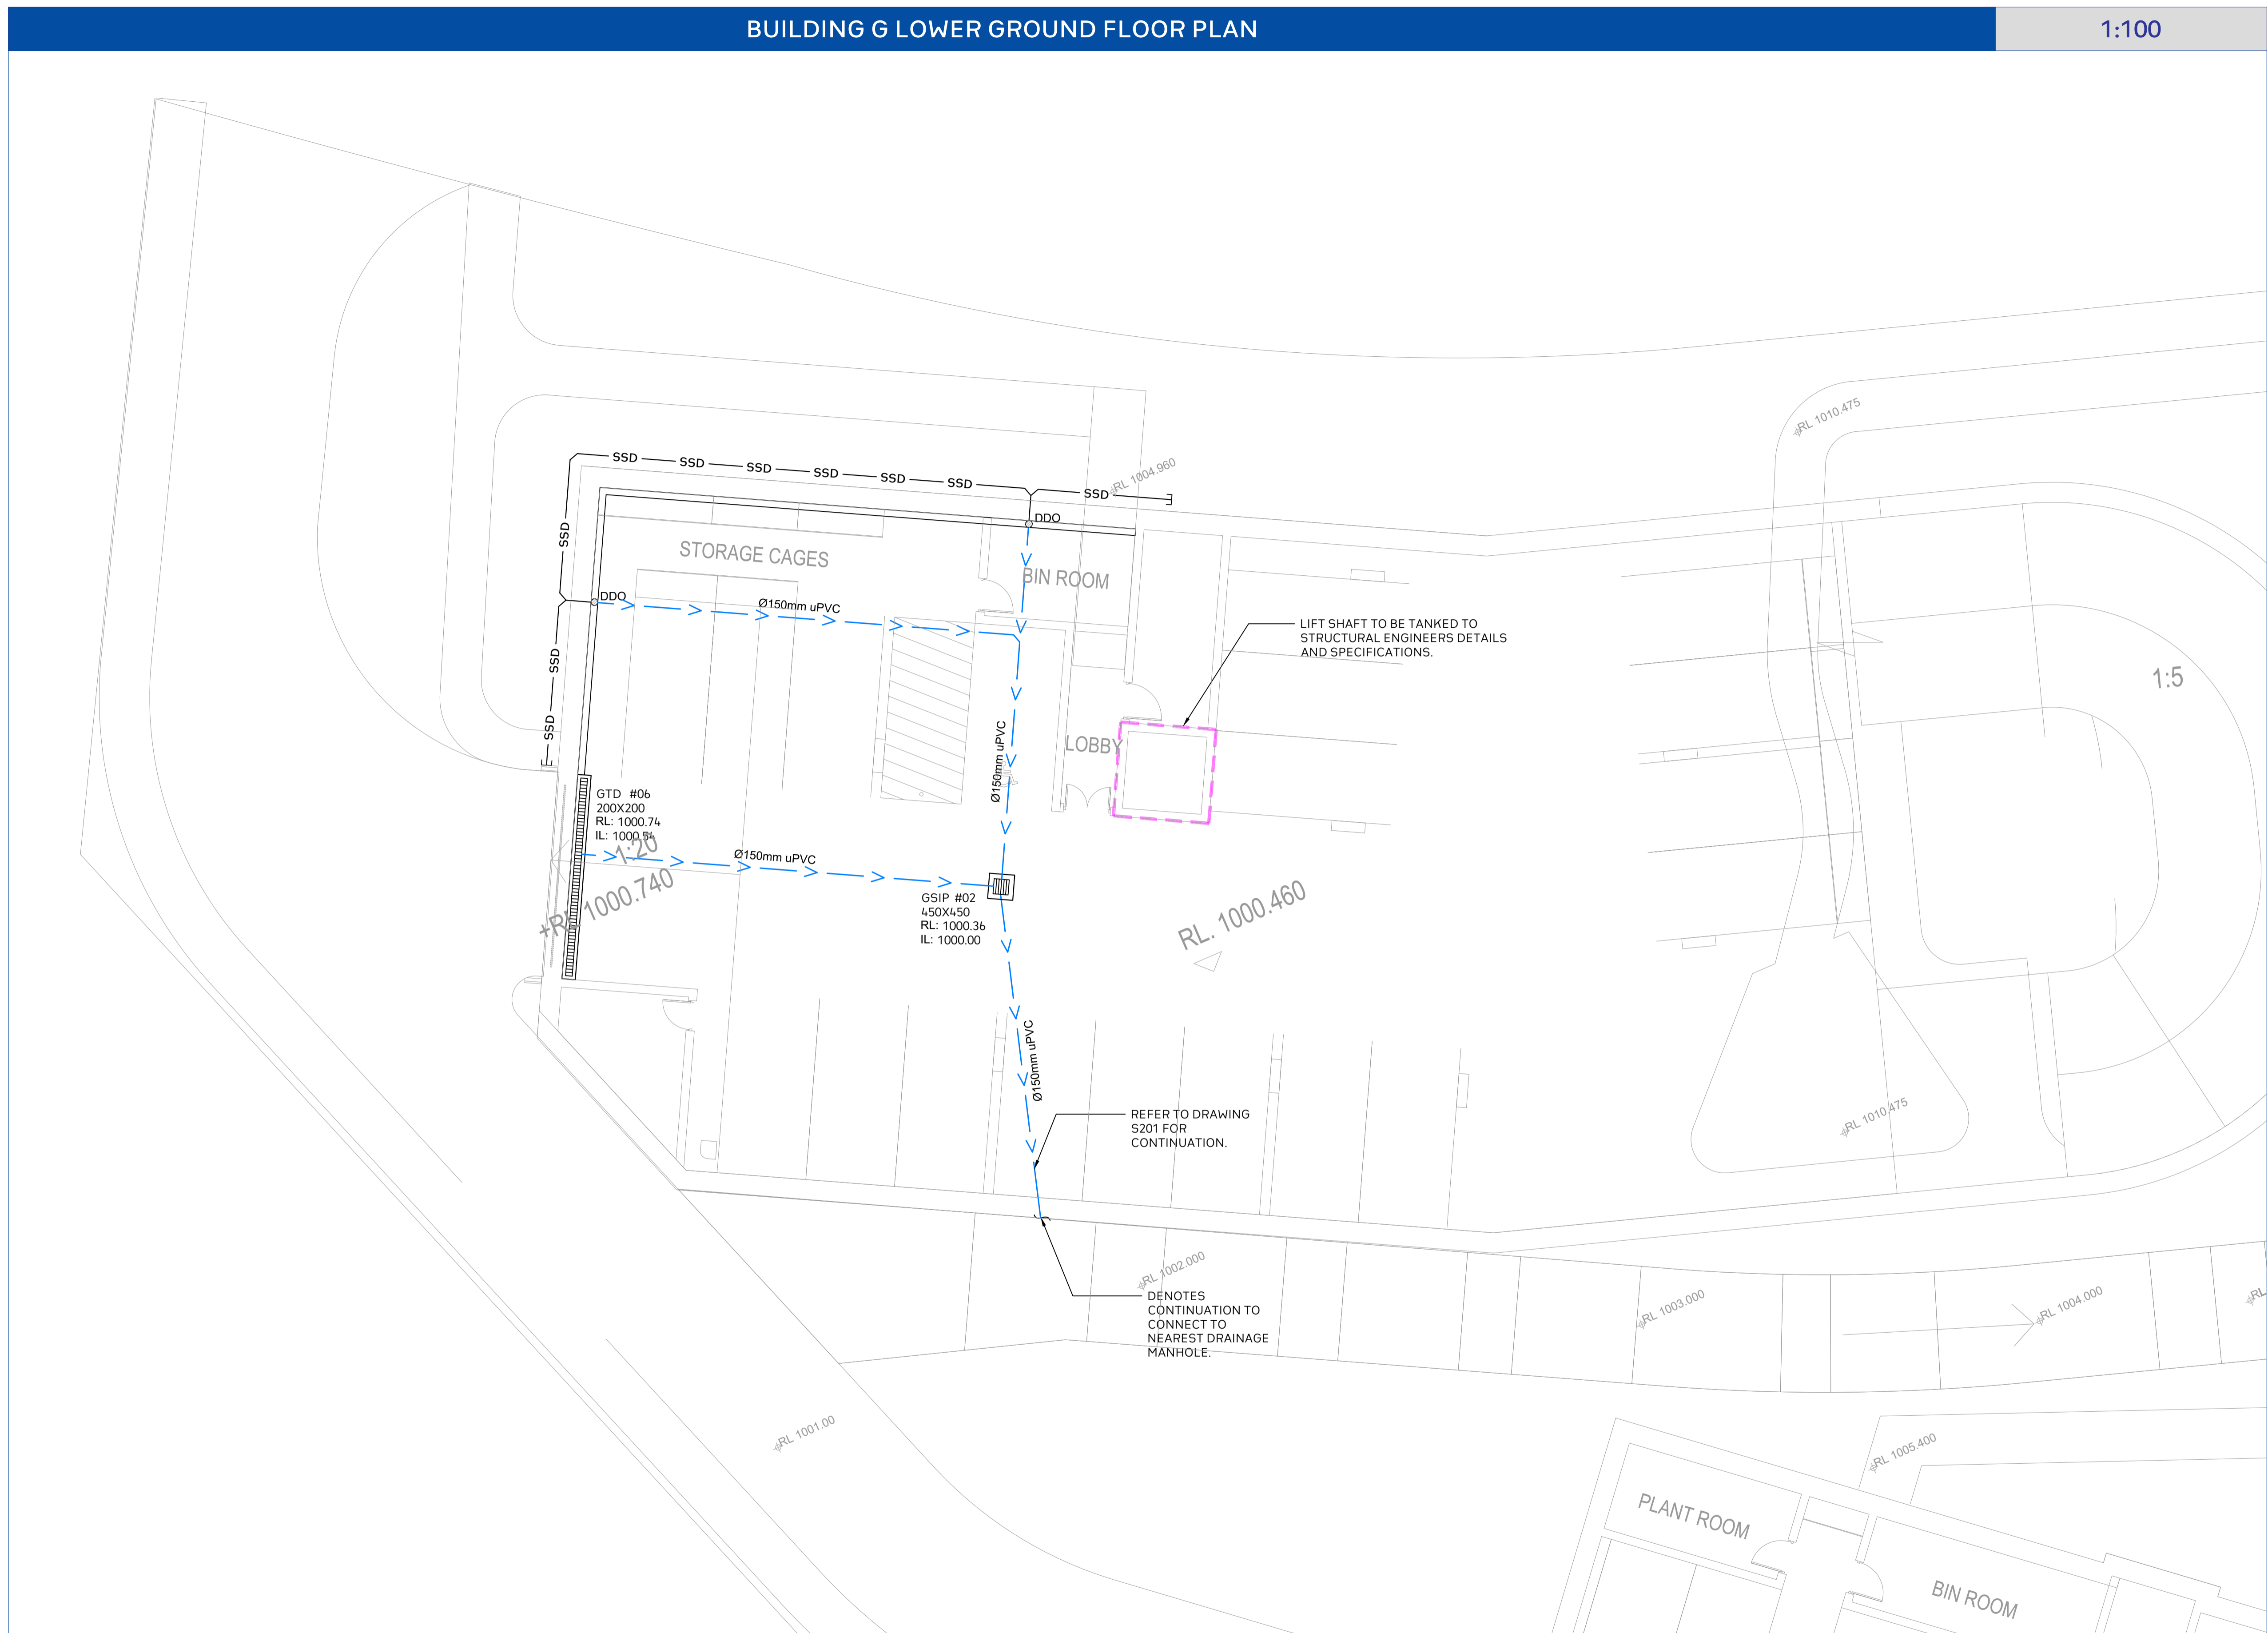 BUILDING G LOWER GROUND FLOOR PLAN
1:100
RL 1010.475
SSD
SSD
SSD
SSD
SSD
SSD
SSD
RL 1004.960
SSD
SSD
SSD
DDO
STORAGE CAGES
BIN ROOM
DDO
Ø150mm uPVC
LIFT SHAFT TO BE TANKED TO
STRUCTURAL ENGINEERS DETAILS
AND SPECIFICATIONS.
1:5
LOBBY
Ø150mm uPVC
GTD #06
200X200
RL: 1000.74
IL: 1000.54
1:20
+RL 1000.740
Ø150mm uPVC
GSIP #02
450X450
RL: 1000.36
IL: 1000.00
RL. 1000.460
Ø150mm uPVC
REFER TO DRAWING
S201 FOR
CONTINUATION.
RL 1010.475
RL 1002.000
DENOTES
CONTINUATION TO
CONNECT TO
NEAREST DRAINAGE
MANHOLE.
RL 1003.000
RL 1004.000
RL
RL 1001.00
RL 1005.400
PLANT ROOM
BIN ROOM